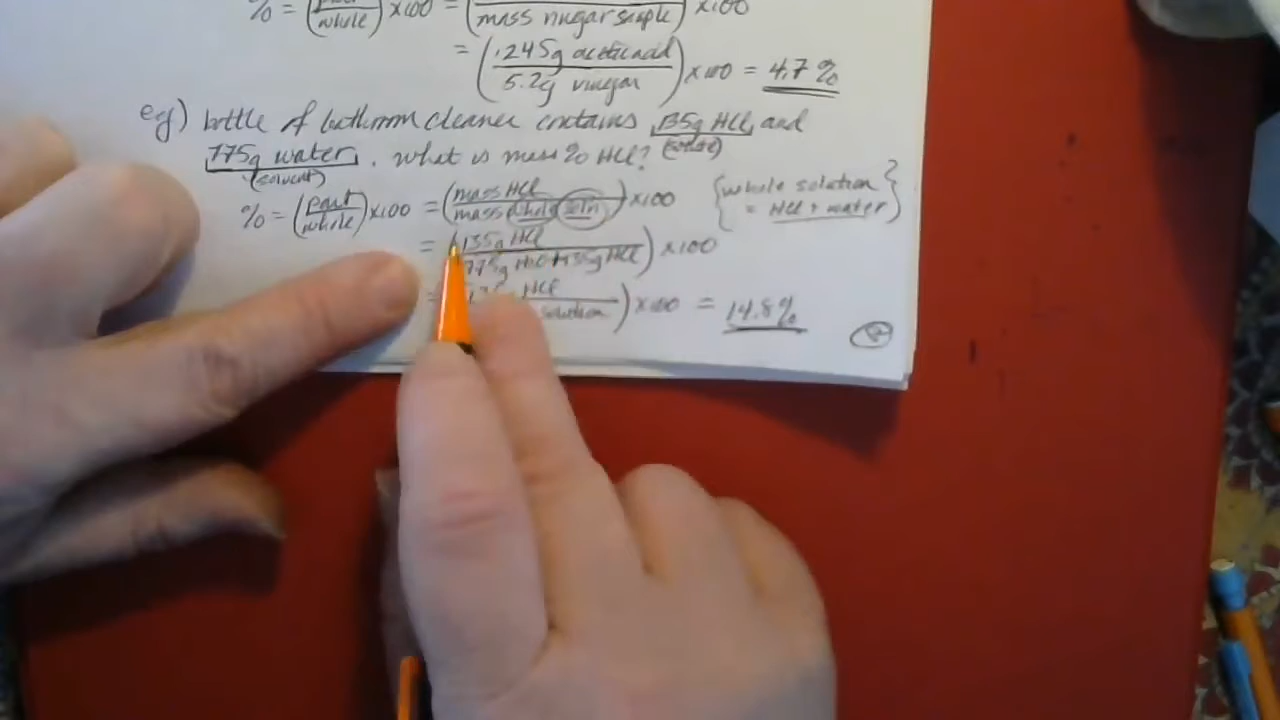 % = (part/whole) x100 = (/mass vinegar sample) x100
= (.245g acetic acid/5.2g vinegar) x100 = 4.7%
eg) bottle of bathroom cleaner contains 135g HCl and
(solute)
775g water. What is mass % HCl?
(solvent)
% = (part/whole) x100 = (mass HCl/mass whole soln) x100 {whole solution
= HCl + water}
= (135g HCl/775g H2O + 135g HCl) x100
= HCl/solution) x100 = 14.8%